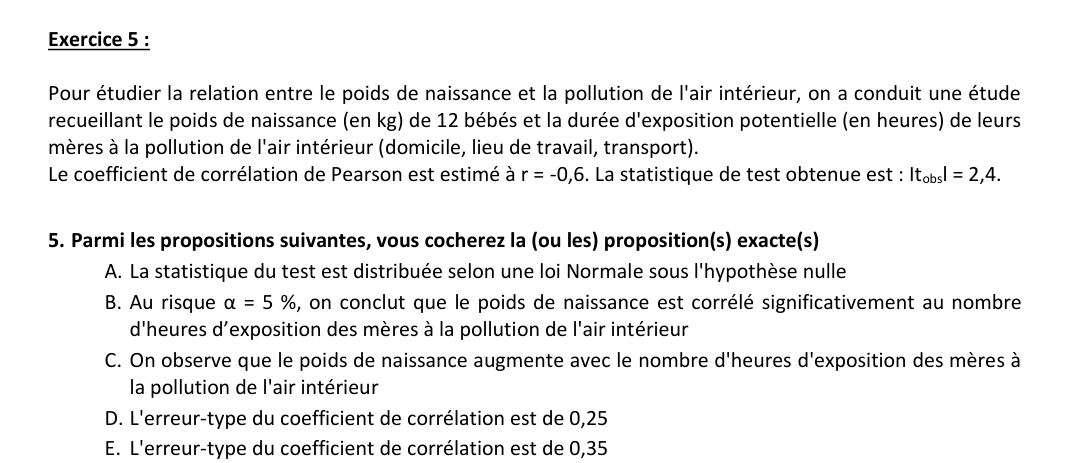 Exercice 5 :
Pour étudier la relation entre le poids de naissance et la pollution de l'air intérieur, on a conduit une étude
recueillant le poids de naissance (en kg) de 12 bébés et la durée d'exposition potentielle (en heures) de leurs
mères à la pollution de l'air intérieur (domicile, lieu de travail, transport).
Le coefficient de corrélation de Pearson est estimé à r = -0,6. La statistique de test obtenue est : ItobsI = 2,4.
5. Parmi les propositions suivantes, vous cocherez la (ou les) proposition(s) exacte(s)
A. La statistique du test est distribuée selon une loi Normale sous l'hypothèse nulle
B. Au risque α = 5 %, on conclut que le poids de naissance est corrélé significativement au nombre
d'heures d’exposition des mères à la pollution de l'air intérieur
C. On observe que le poids de naissance augmente avec le nombre d'heures d'exposition des mères à
la pollution de l'air intérieur
D. L'erreur-type du coefficient de corrélation est de 0,25
E. L'erreur-type du coefficient de corrélation est de 0,35